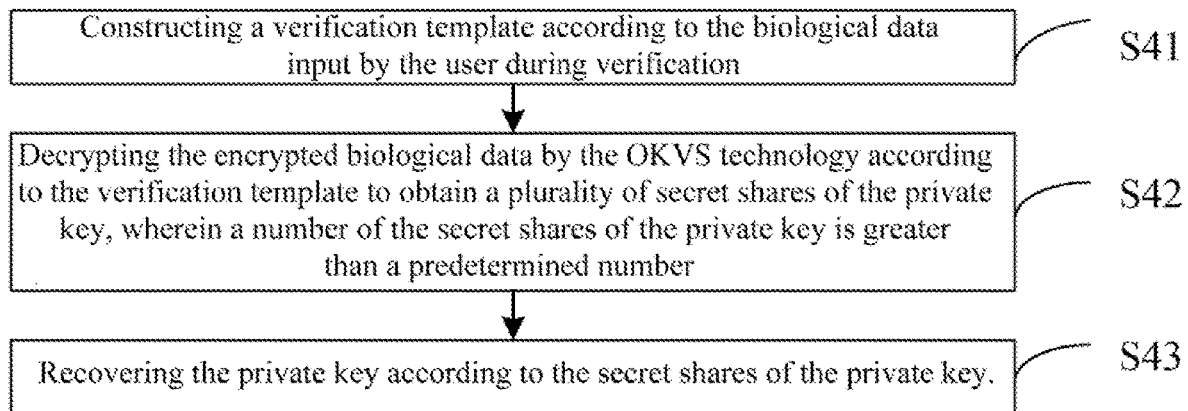 Constructing a verification template according to the biological data
input by the user during verification
S41
Decrypting the encrypted biological data by the OKVS technology according
to the verification template to obtain a plurality of secret shares of the private
key, wherein a number of the secret shares of the private key is greater
than a predetermined number
S42
Recovering the private key according to the secret shares of the private key.
S43